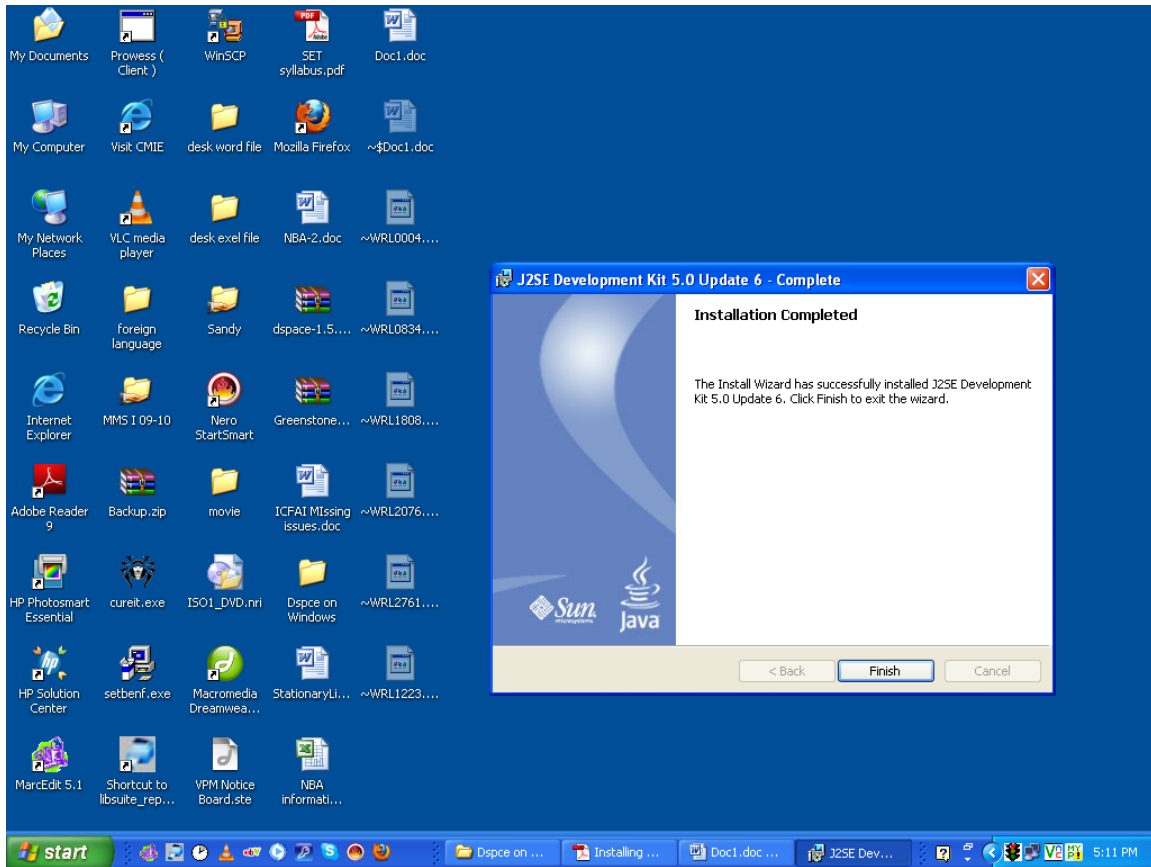 My Documents
Prowess (
Client )
WinSCP
PDF
Adobe
SET
syllabus.pdf
Doc1.doc
My Computer
Visit CMIE
desk word file
Mozilla Firefox
~$Doc1.doc
My Network
Places
VLC media
player
desk exel file
NBA-2.doc
~WRL0004....
Recycle Bin
foreign
language
Sandy
dspace-1.5....
~WRL0834....
Internet
Explorer
MMS I 09-10
Nero
StartSmart
Greenstone...
~WRL1808....
Adobe Reader
9
Backup.zip
movie
ICFAI MIssing
issues.doc
~WRL2076....
HP Photosmart
Essential
cureit.exe
ISO1_DVD.nri
Dspce on
Windows
~WRL2761....
hp
HP Solution
Center
setbenf.exe
Macromedia
Dreamwea...
StationaryLi...
~WRL1223....
MarcEdit 5.1
Shortcut to
libsuite_rep...
VPM Notice
Board.ste
NBA
informati...
J2SE Development Kit 5.0 Update 6 - Complete
Installation Completed
The Install Wizard has successfully installed J2SE Development
Kit 5.0 Update 6. Click Finish to exit the wizard.
Sun
microsystems
Java
< Back
Finish
Cancel
start
Dspce on ...
Installing ...
Doc1.doc ...
J2SE Dev...
5:11 PM